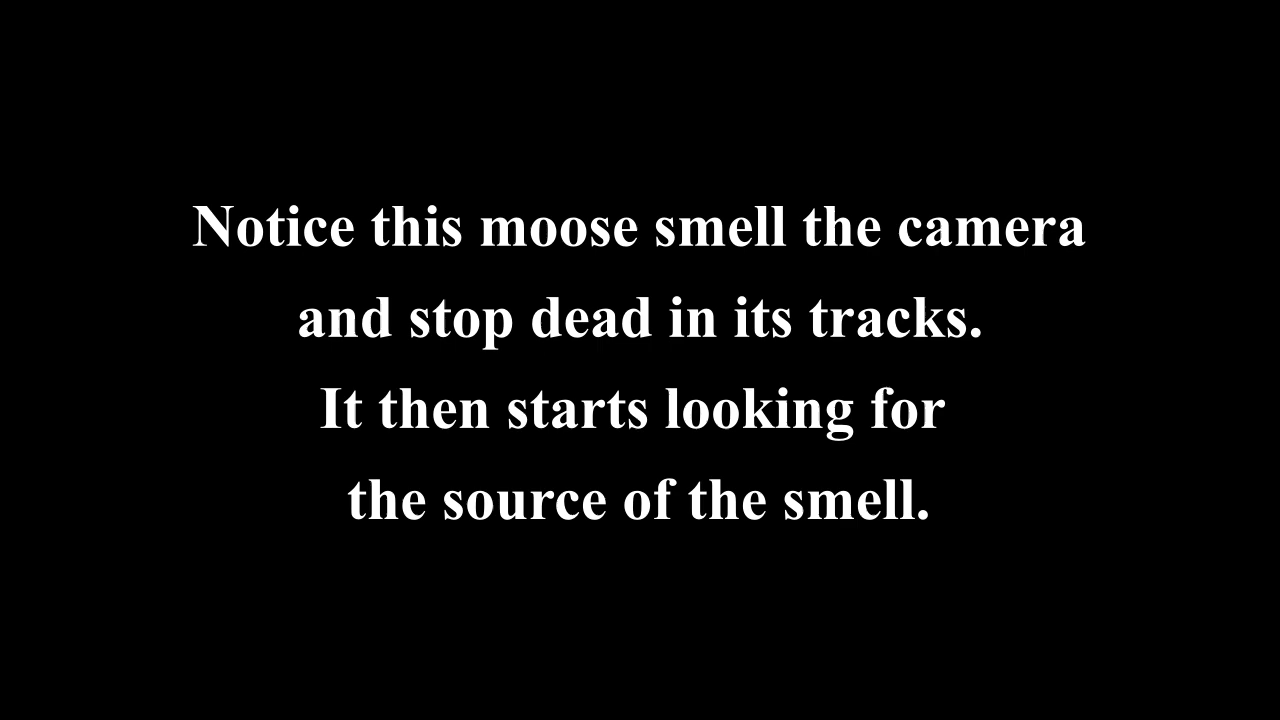 Notice this moose smell the camera
and stop dead in its tracks.
It then starts looking for
the source of the smell.